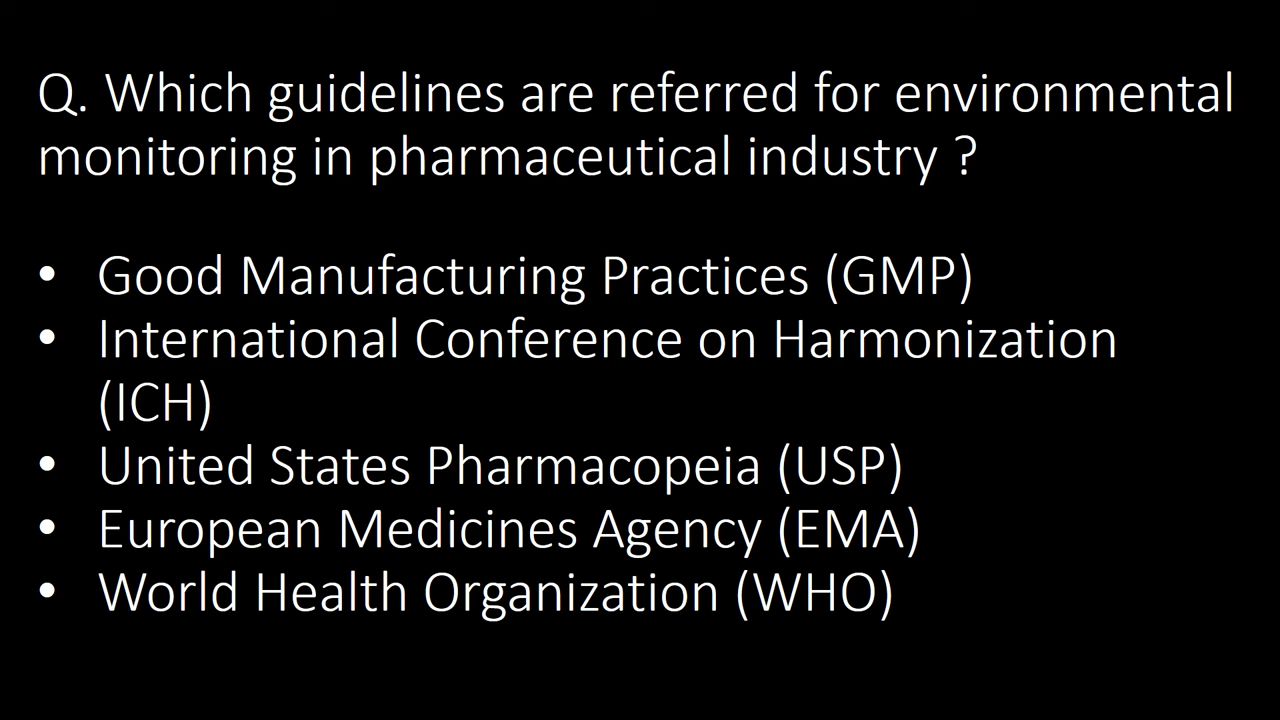 Q. Which guidelines are referred for environmental
monitoring in pharmaceutical industry ?
• Good Manufacturing Practices (GMP)
• International Conference on Harmonization
(ICH)
• United States Pharmacopeia (USP)
• European Medicines Agency (EMA)
• World Health Organization (WHO)